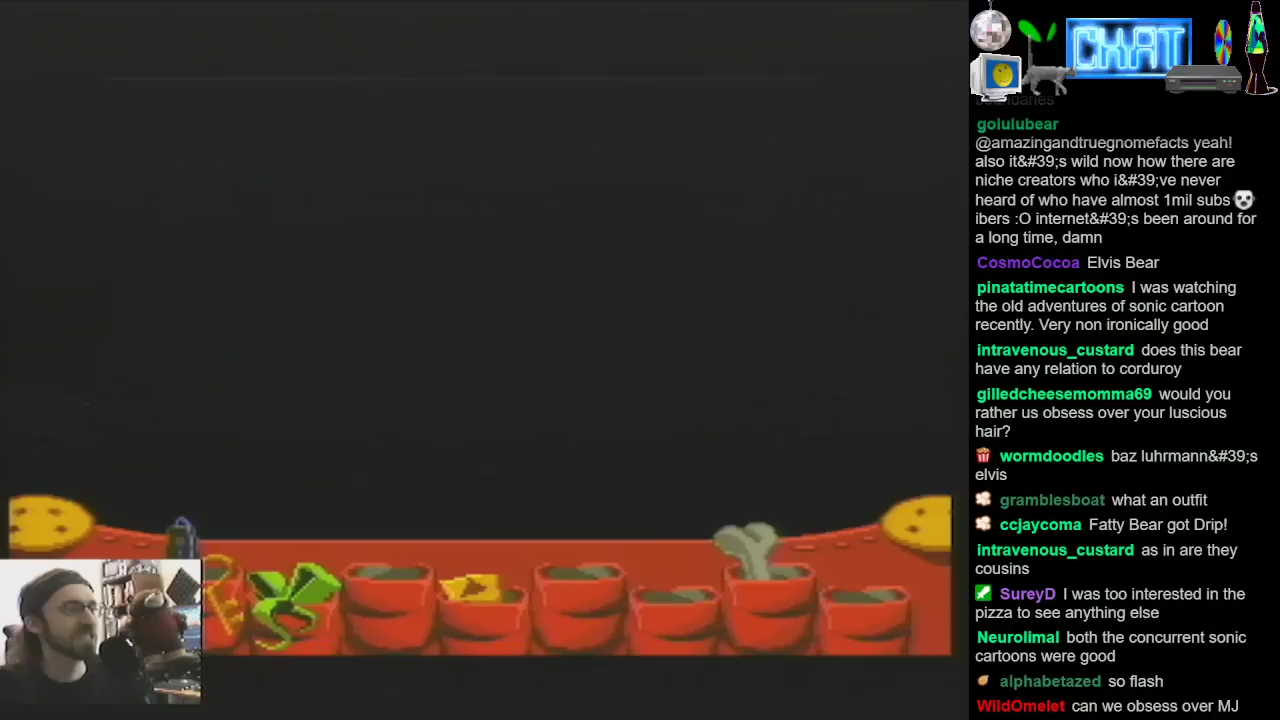 CHAT
boundaries
golulubear
@amazingandtruegnomefacts yeah!
also it&#39;s wild now how there are
niche creators who i&#39;ve never
heard of who have almost 1mil subs
ibers :O internet&#39;s been around for
a long time, damn
CosmoCocoa Elvis Bear
pinatatimecartoons I was watching
the old adventures of sonic cartoon
recently. Very non ironically good
intravenous_custard does this bear
have any relation to corduroy
gilledcheesemomma69 would you
rather us obsess over your luscious
hair?
wormdoodles baz luhrmann&#39;s
elvis
gramblesboat what an outfit
ccjaycoma Fatty Bear got Drip!
intravenous_custard as in are they
cousins
SureyD I was too interested in the
pizza to see anything else
Neurolimal both the concurrent sonic
cartoons were good
alphabetazed so flash
WildOmelet can we obsess over MJ